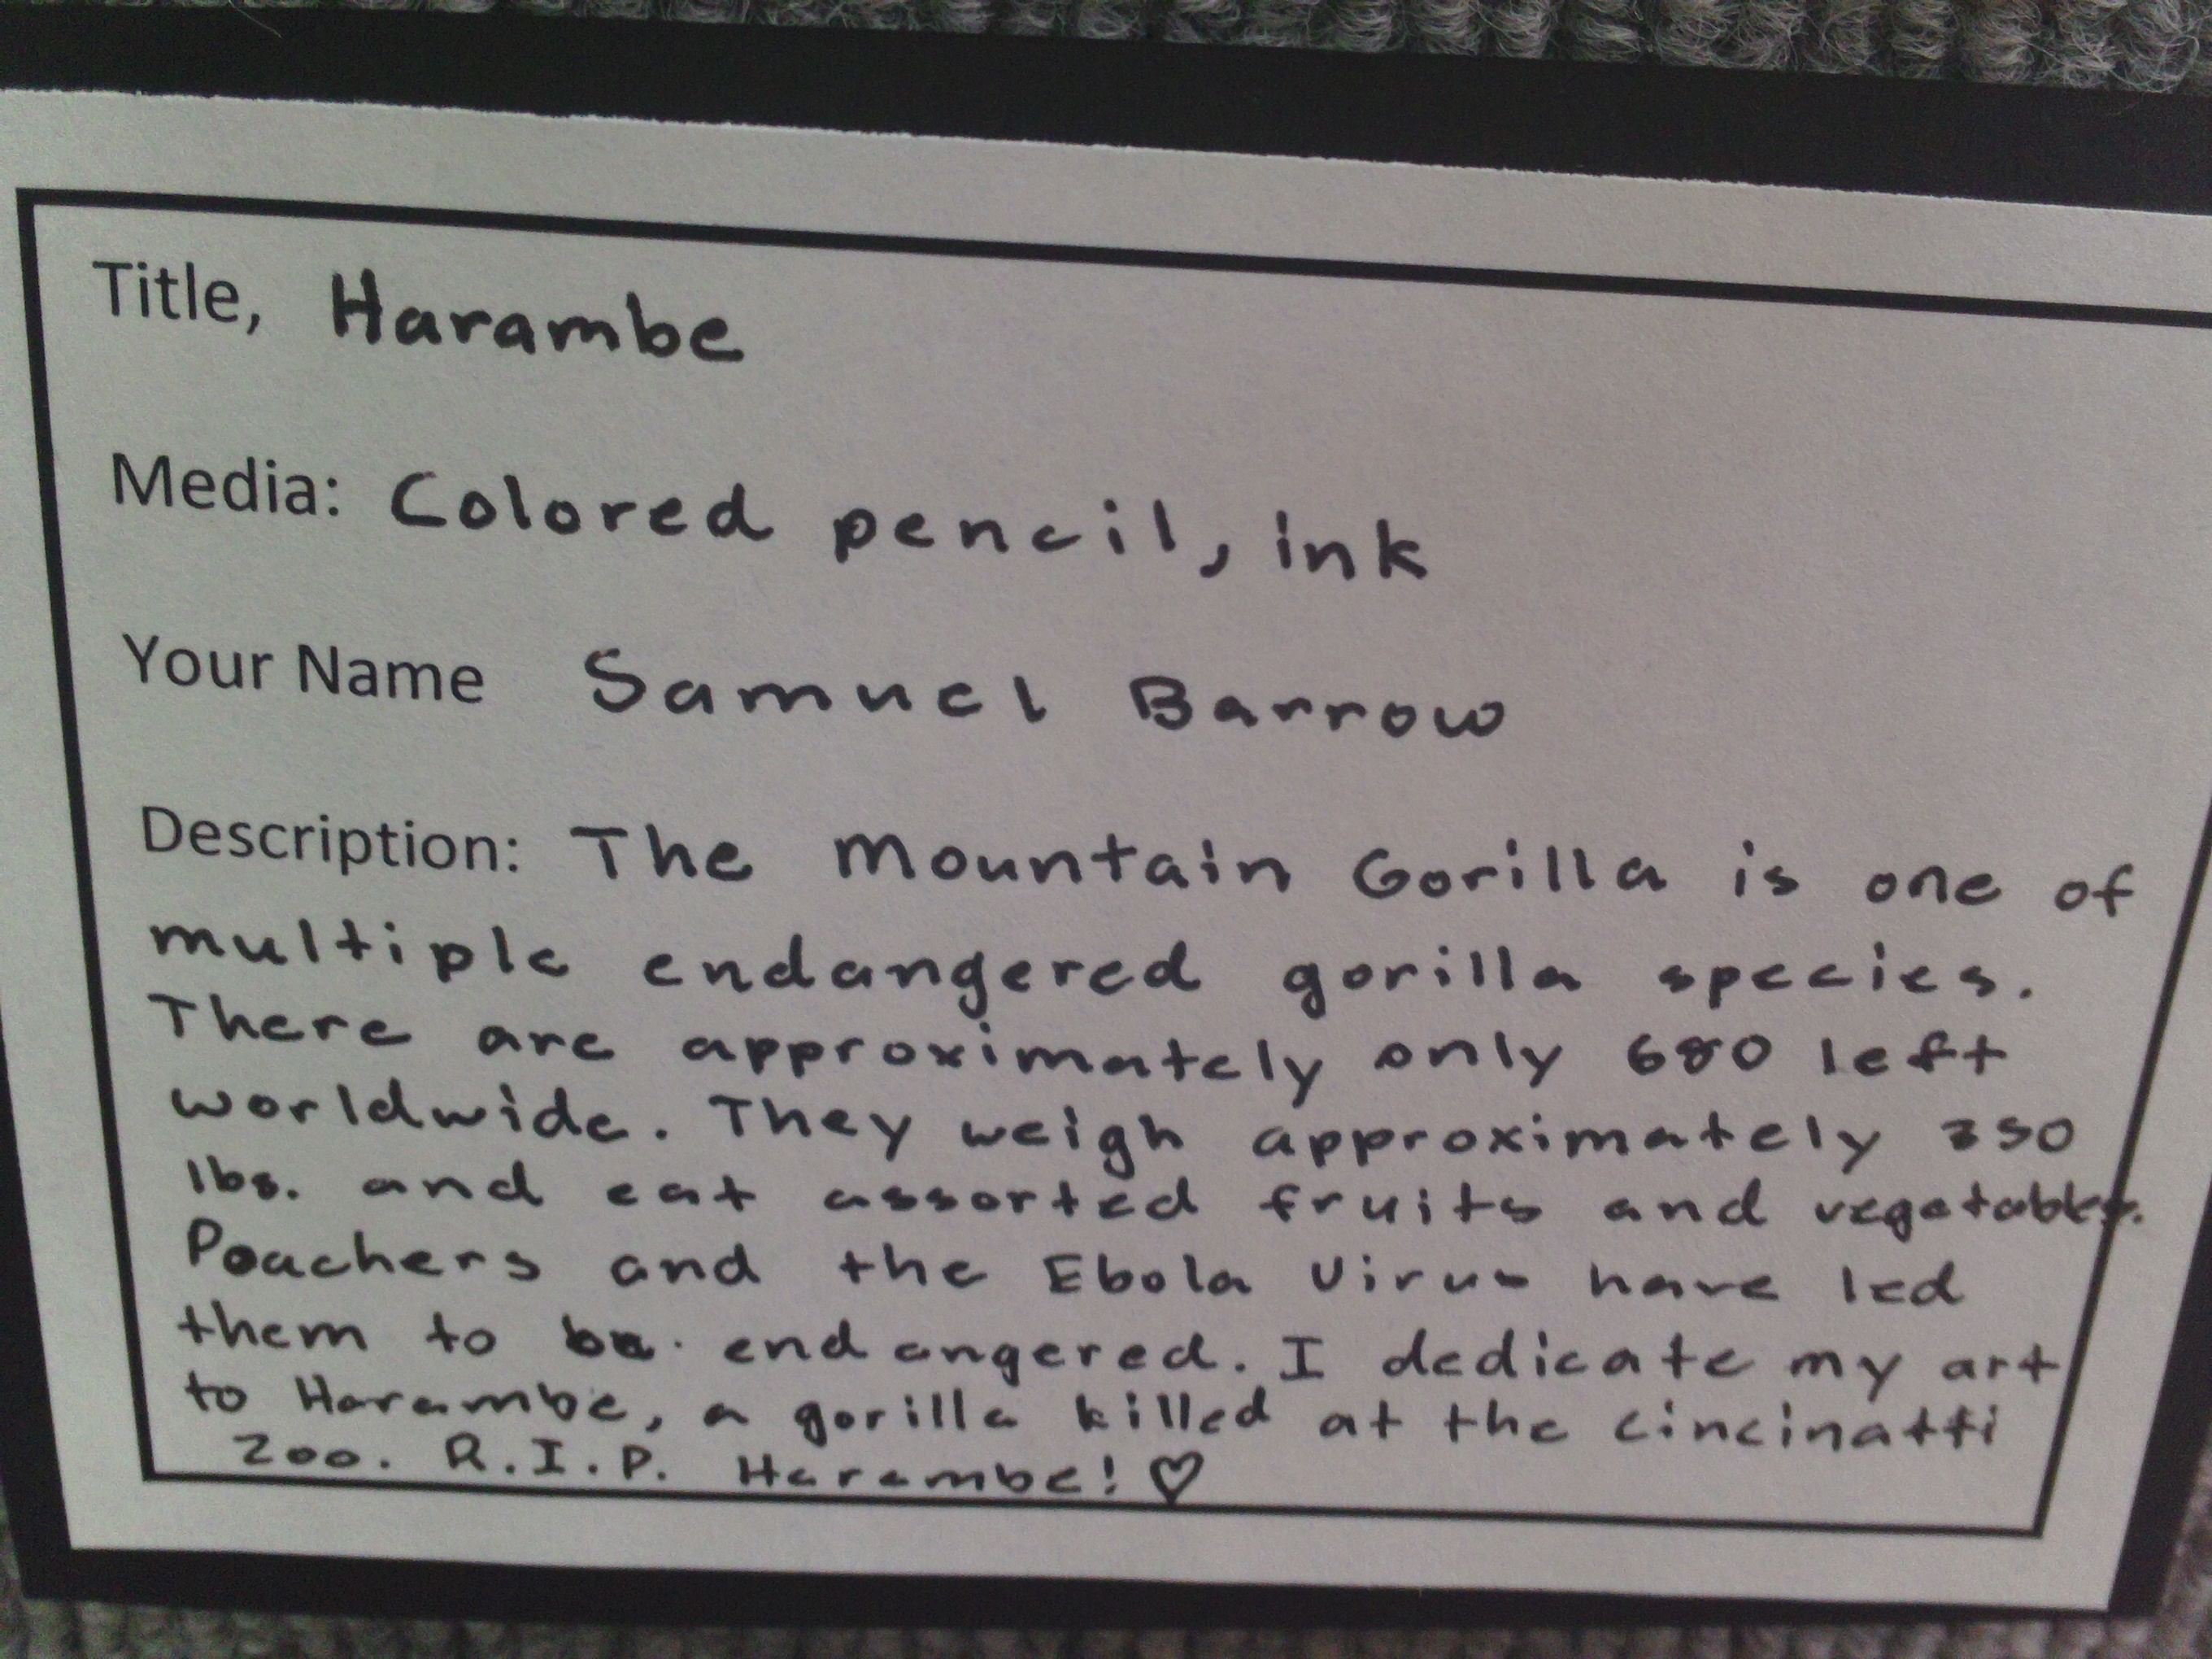 Title, Harambe
Media: Colored pencil, ink
Your Name Samuel Barrow
Description: The Mountain Gorilla is one of
multiple endangered gorilla species.
There are approximately only 680 left
worldwide. They weigh approximately 350
lbs. and eat assorted fruits and vegetables.
Poachers and the Ebola Virus have led
them to be endangered. I dedicate my art
to Harambe, a gorilla killed at the Cincinatti
Zoo. R.I.P. Harambe! ♡